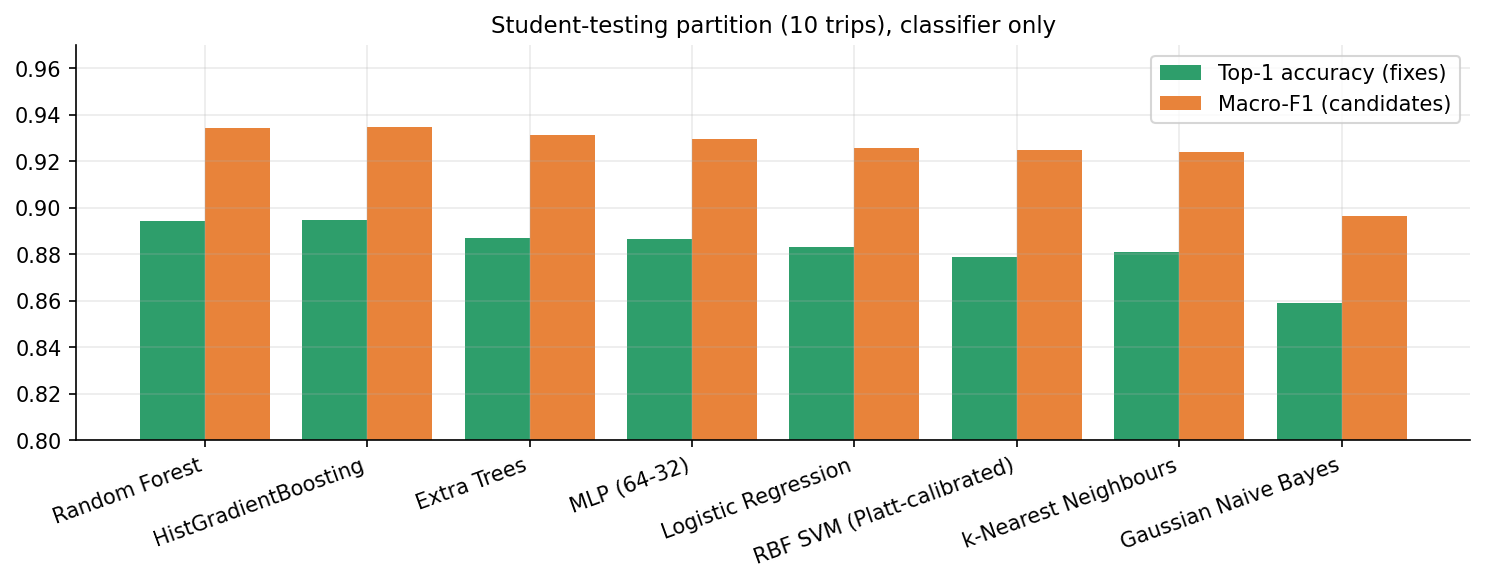 Student-testing partition (10 trips), classifier only
Top-1 accuracy (fixes)
Macro-F1 (candidates)
0.96
0.94
0.92
0.90
0.88
0.86
0.84
0.82
0.80
Random Forest
HistGradientBoosting
Extra Trees
MLP (64-32)
Logistic Regression
RBF SVM (Platt-calibrated)
k-Nearest Neighbours
Gaussian Naive Bayes